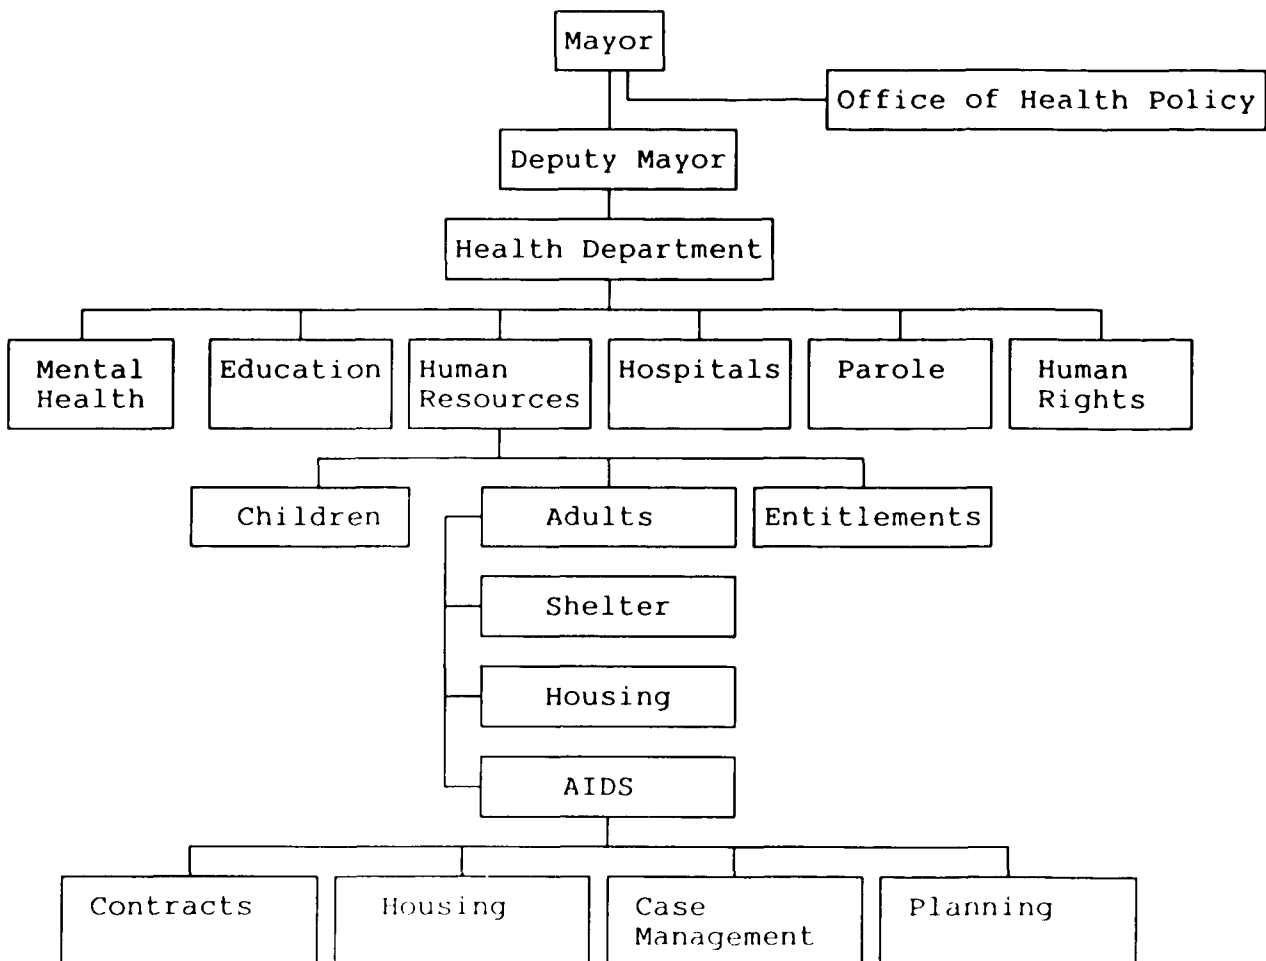 Mayor
Office of Health Policy
Deputy Mayor
Health Department
Mental
Health
Education
Human
Resources
Hospitals
Parole
Human
Rights
Children
Adults
Entitlements
Shelter
Housing
AIDS
Contracts
Housing
Case
Management
Planning